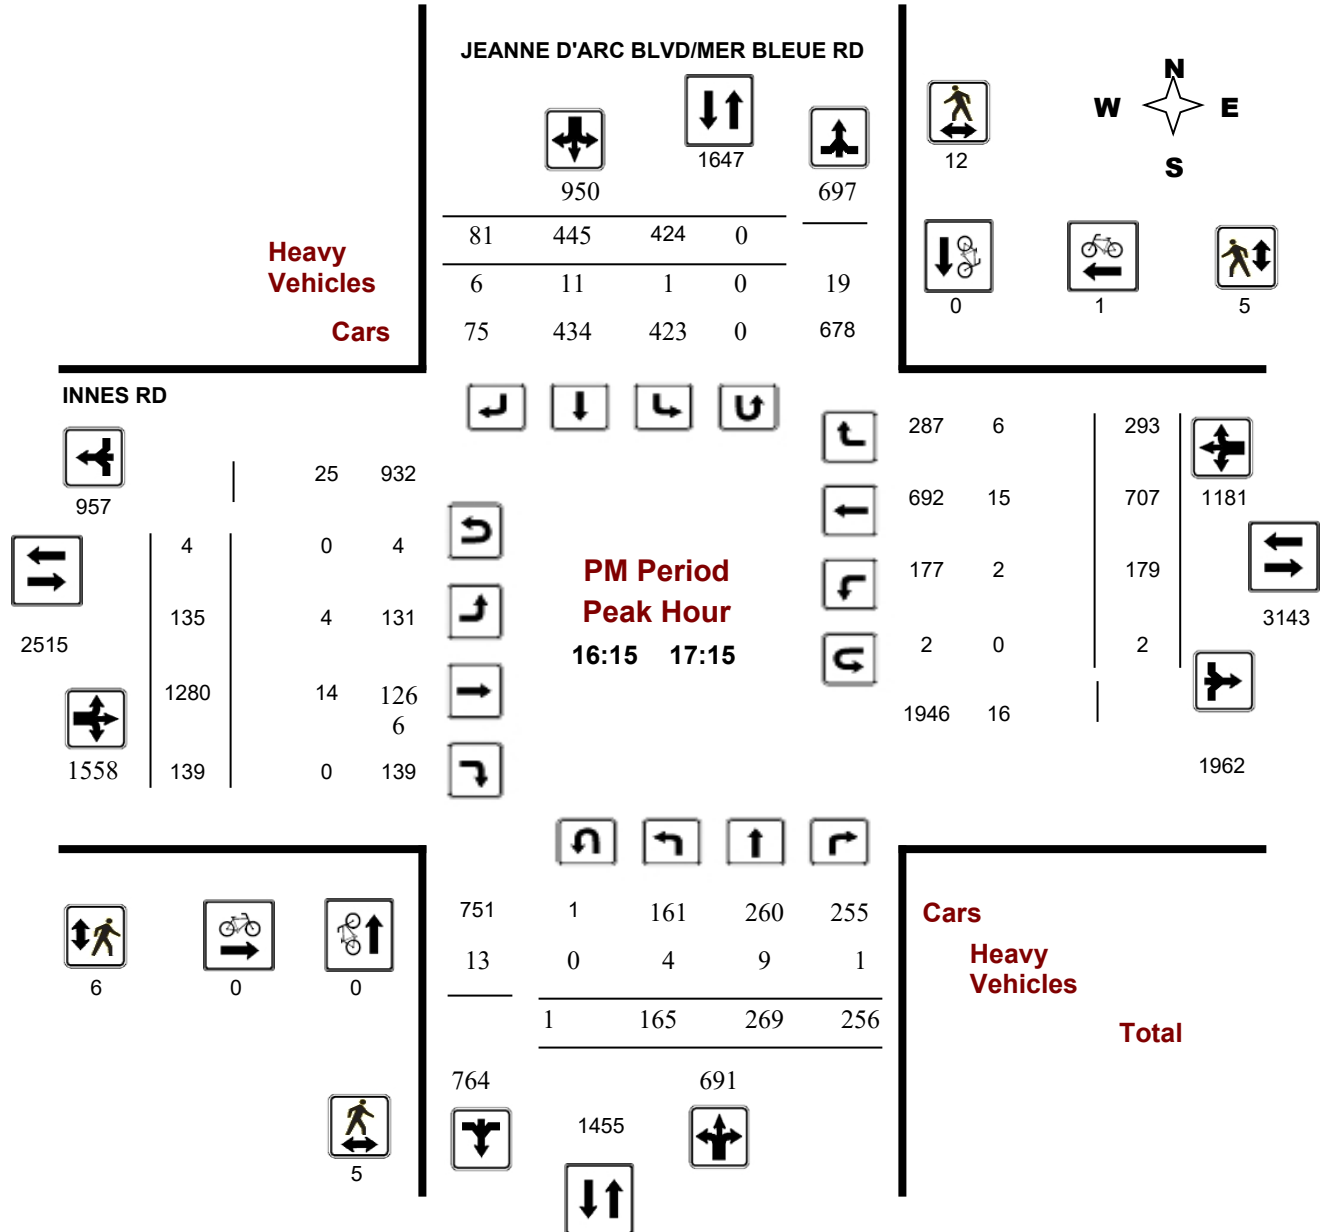 JEANNE D'ARC BLVD/MER BLEUE RD
N
W E
S
1647
12
950 697
81 445 424 0
Heavy
Vehicles
6 11 1 0 19
0 1 5
Cars
75 434 423 0 678
INNES RD
287 6 293
25 932
957
692 15 707 1181
4 0 4
PM Period
177 2 179
Peak Hour
135 4 131
3143
2515
16:15 17:15
2 0 2
1280 14 126
6
1946 16
1558 139 0 139
1962
751 1 161 260 255
Cars
13 0 4 9 1
Heavy
Vehicles
6 0 0
1 165 269 256
Total
764 691
1455
5